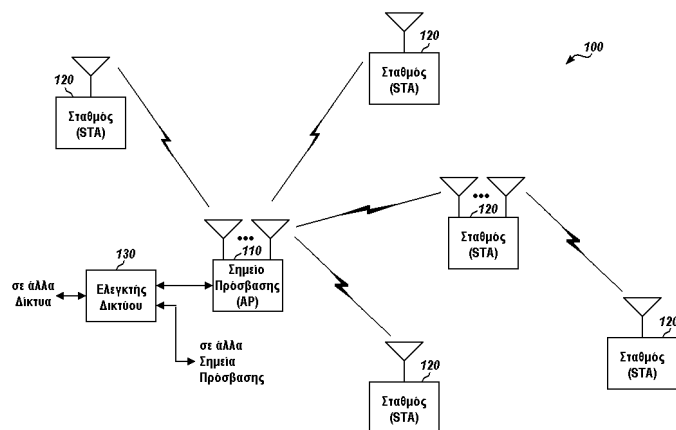 120
Σταθμός
(STA)
120
Σταθμός
(STA)
100
120
Σταθμός
(STA)
110
Σημείο
Πρόσβασης
(AP)
130
Ελεγκτής
Δικτύου
σε άλλα
Δίκτυα
σε άλλα
Σημεία
Πρόσβασης
120
Σταθμός
(STA)
120
Σταθμός
(STA)